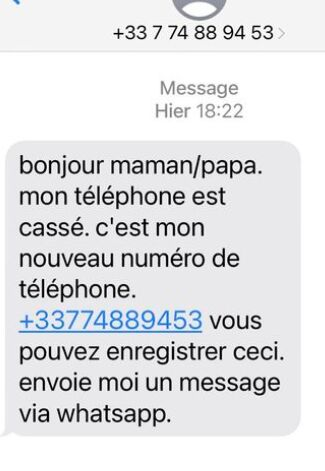 +33 7 74 88 94 53
Message
Hier 18:22
bonjour maman/papa.
mon téléphone est
cassé. c'est mon
nouveau numéro de
téléphone.
+33774889453 vous
pouvez enregistrer ceci.
envoie moi un message
via whatsapp.